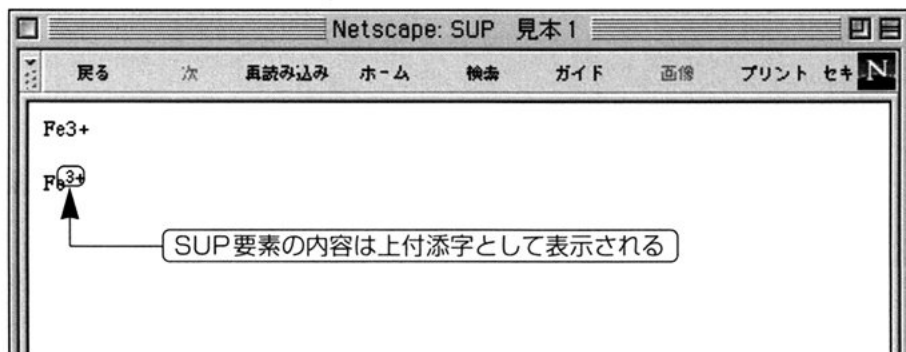 Netscape: SUP 見本1
戻る 次 再読み込み ホーム 検索 ガイド 画像 プリント セキ N
Fe3+
Fe3+
SUP要素の内容は上付添字として表示される